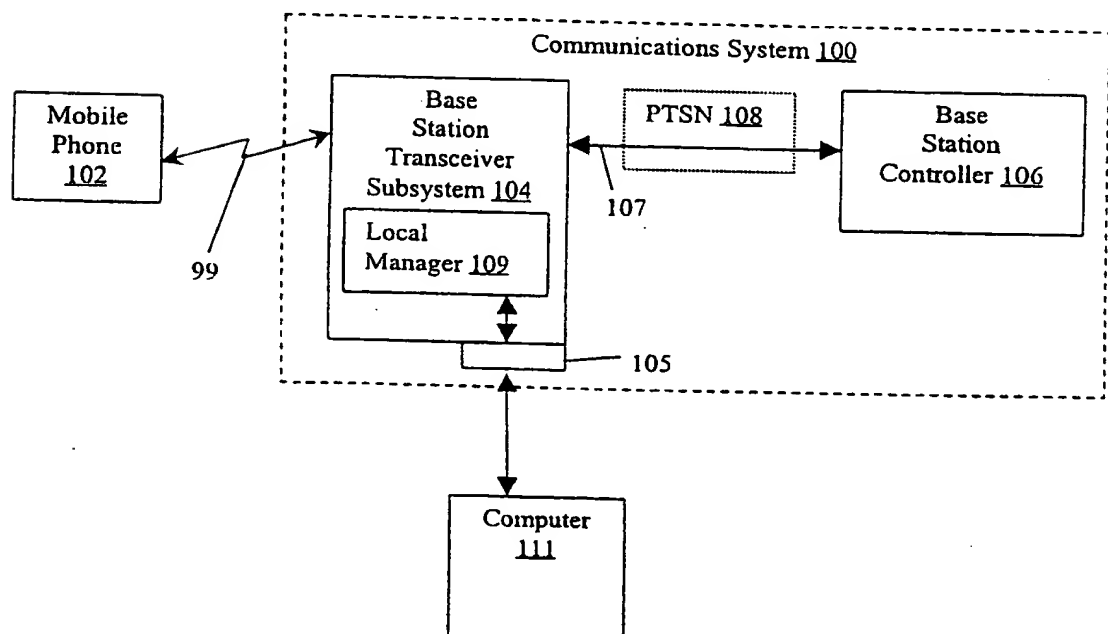 Communications System 100
Mobile
Phone
102
99
Base
Station
Transceiver
Subsystem 104
Local
Manager 109
105
107
PTSN 108
Base
Station
Controller 106
Computer
111